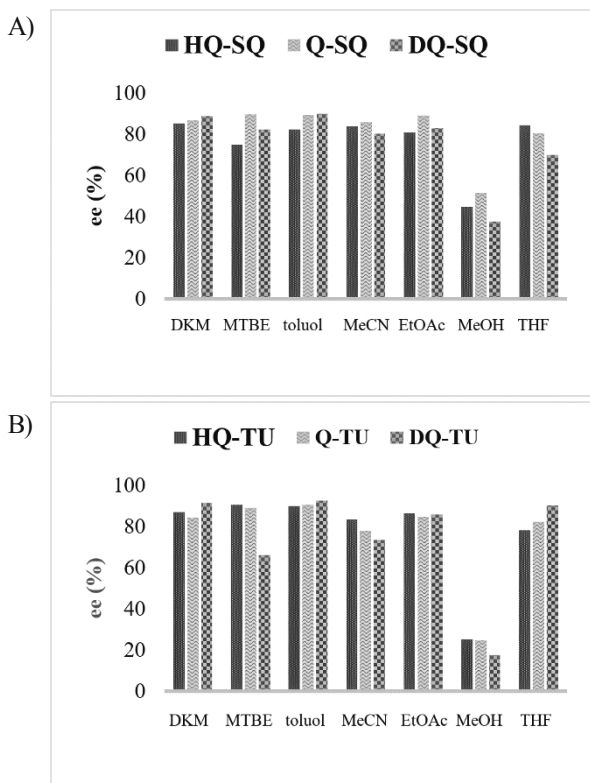 A)
HQ-SQ Q-SQ DQ-SQ
100
80
60
40
20
0
ee (%)
DKM MTBE toluol MeCN EtOAc MeOH THF
B)
HQ-TU Q-TU DQ-TU
100
80
60
40
20
0
ee (%)
DKM MTBE toluol MeCN EtOAc MeOH THF